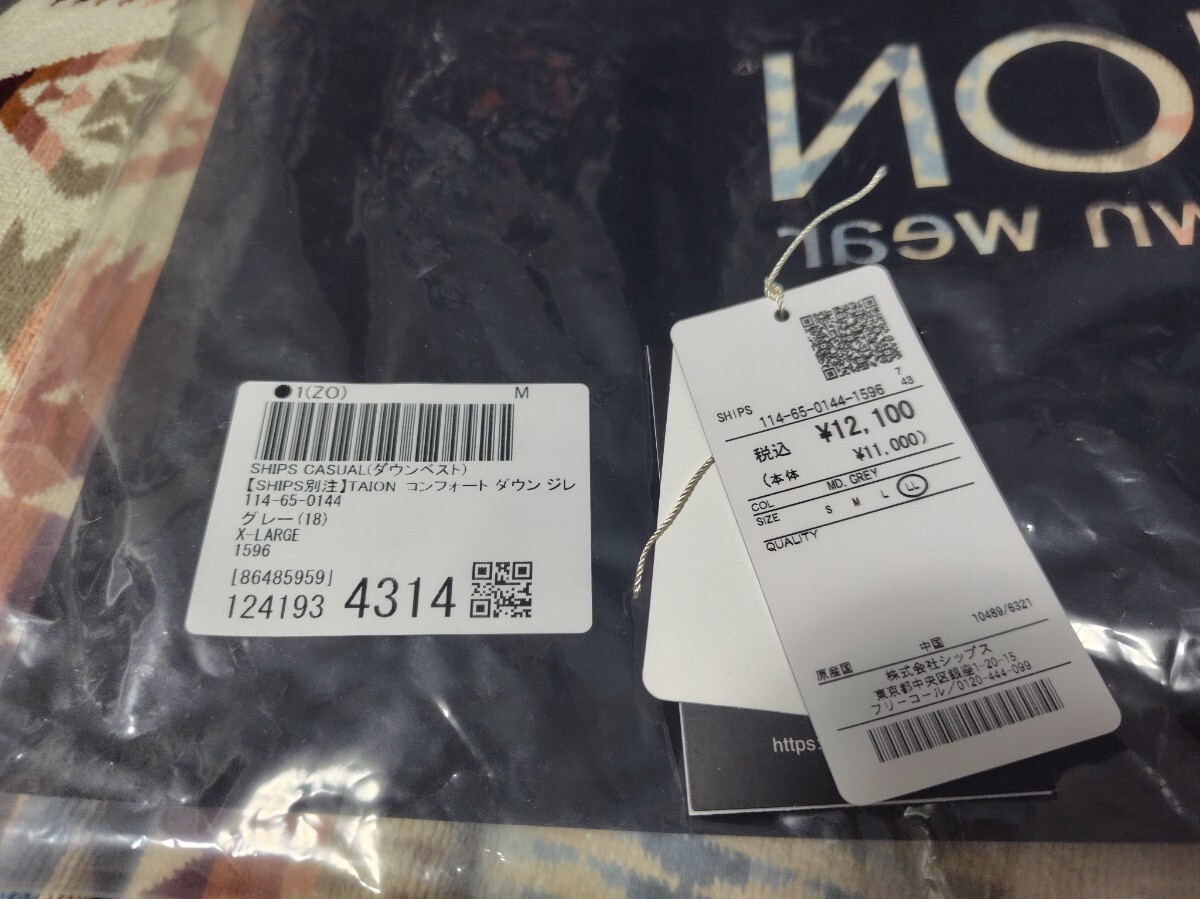 ON
wn wear
●1(ZO) M
SHIPS CASUAL(ダウンベスト)
【SHIPS別注】TAION コンフォート ダウン ジレ
114-65-0144
グレー(18)
X-LARGE
1596
[86485959]
124193 4314
7
SHIPS 114-65-0144-1596 43
税込 ¥12,100
(本体 ¥11,000)
COL MD. GREY
SIZE S M L LL
QUALITY
10489/6321
原産国 中国
株式会社シップス
東京都中央区銀座1-20-15
フリーコール/0120-444-099
https: